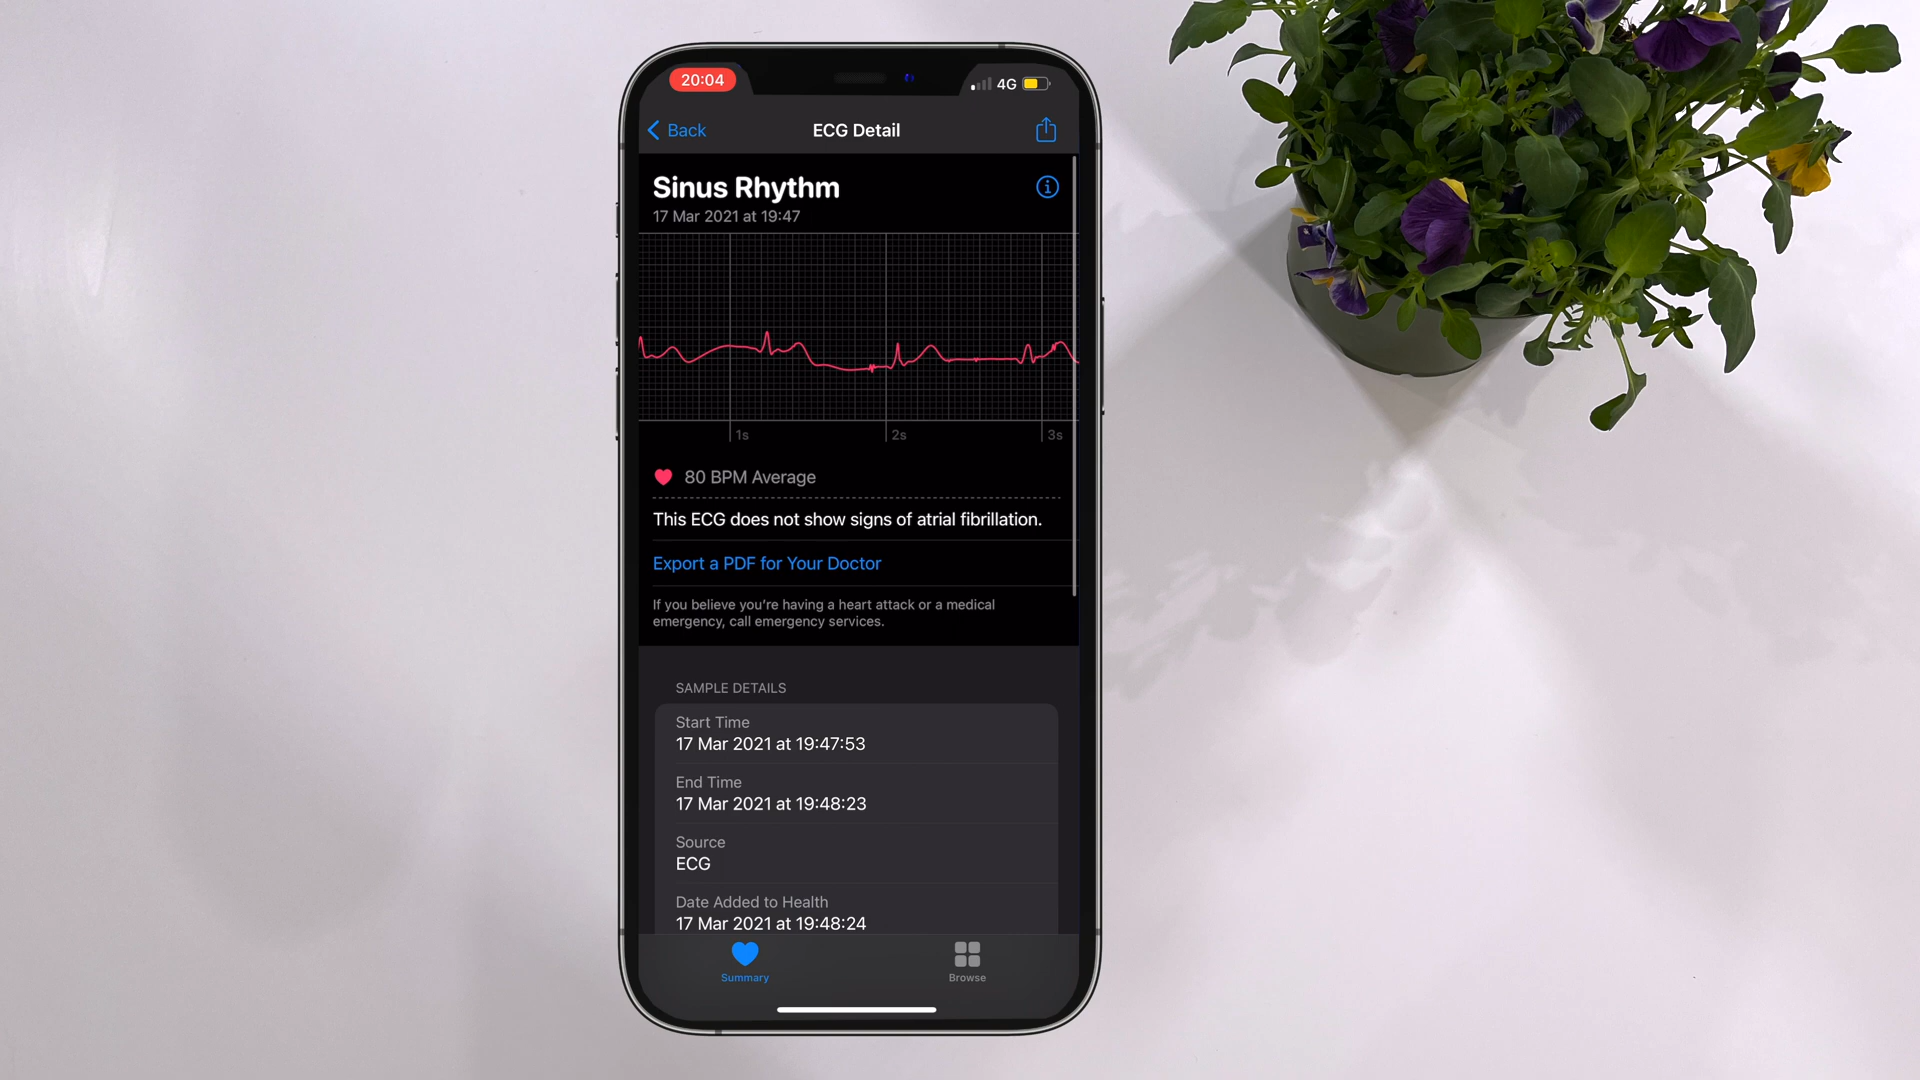 20:04
4G
Back
ECG Detail
Sinus Rhythm
17 Mar 2021 at 19:47
1s
2s
3s
80 BPM Average
This ECG does not show signs of atrial fibrillation.
Export a PDF for Your Doctor
If you believe you’re having a heart attack or a medical
emergency, call emergency services.
SAMPLE DETAILS
Start Time
17 Mar 2021 at 19:47:53
End Time
17 Mar 2021 at 19:48:23
Source
ECG
Date Added to Health
17 Mar 2021 at 19:48:24
Summary
Browse